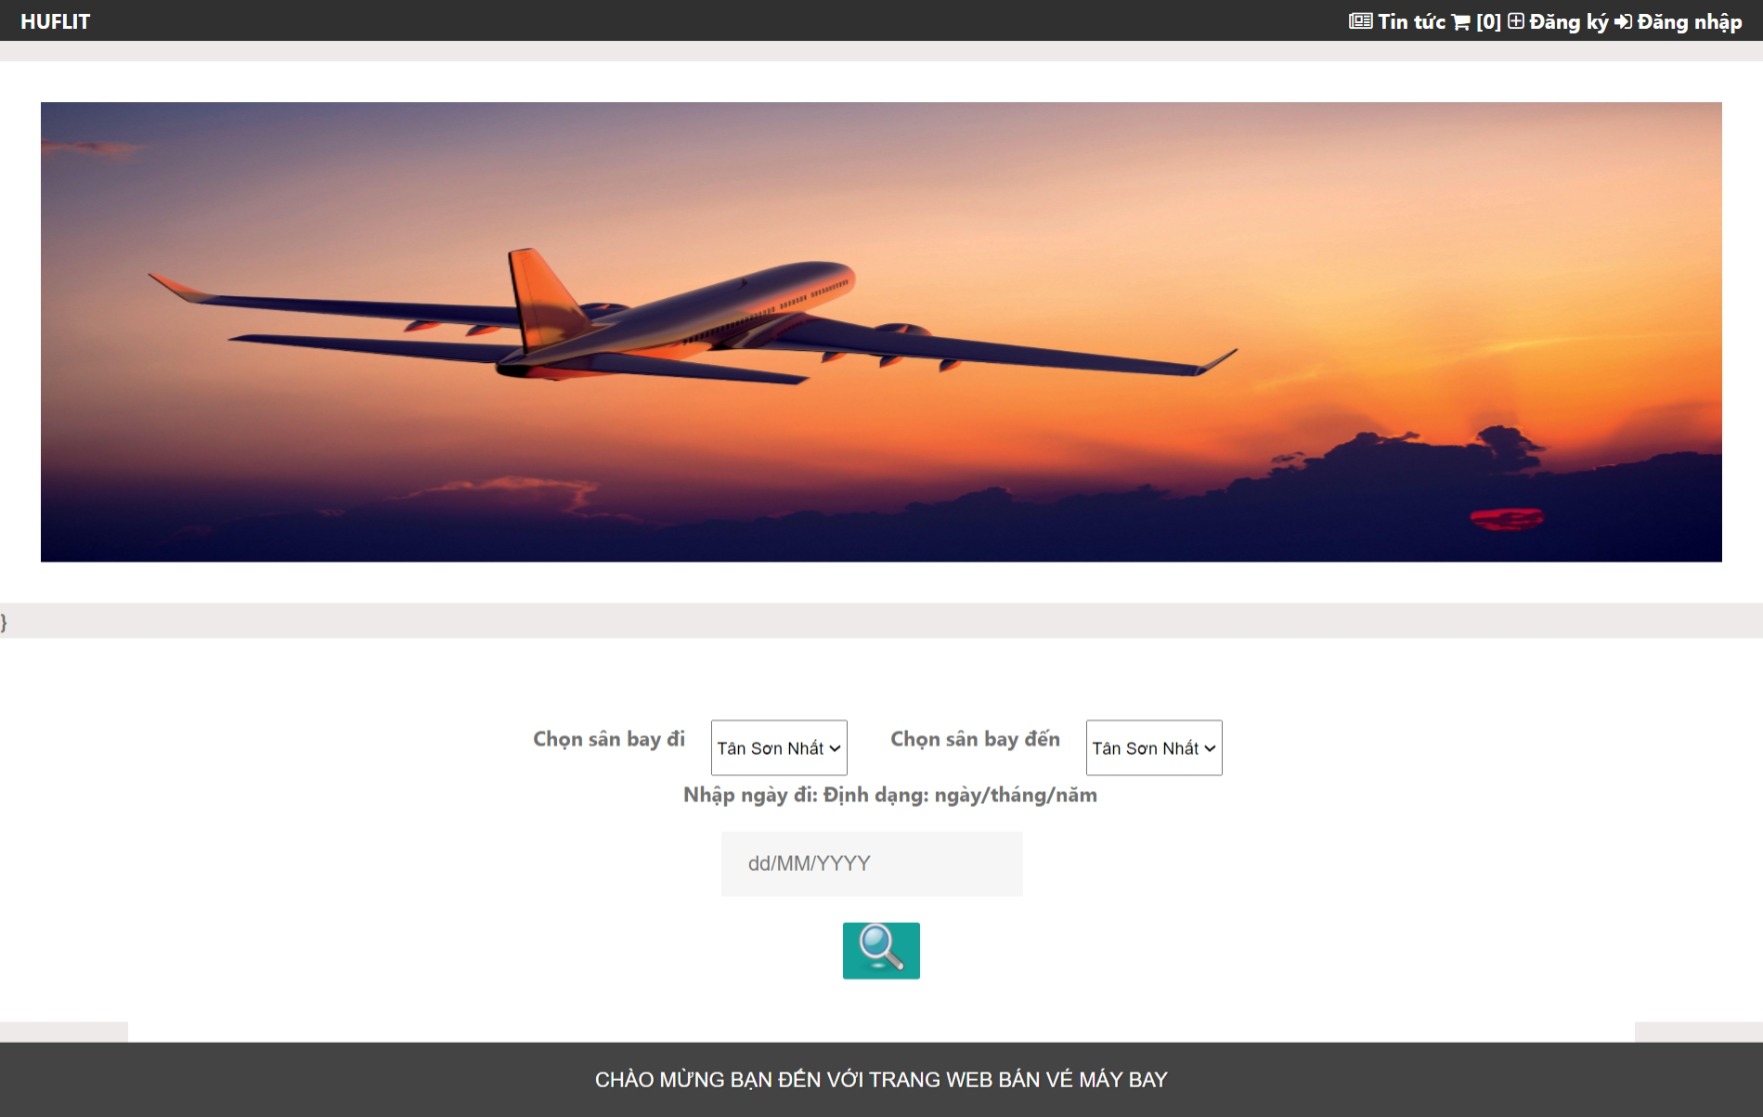 HUFLIT
Tin tức [0] Đăng ký Đăng nhập
}
Chọn sân bay đi Tân Sơn Nhất Chọn sân bay đến Tân Sơn Nhất
Nhập ngày đi: Định dạng: ngày/tháng/năm
dd/MM/YYYY
CHÀO MỪNG BẠN ĐẾN VỚI TRANG WEB BÁN VÉ MÁY BAY